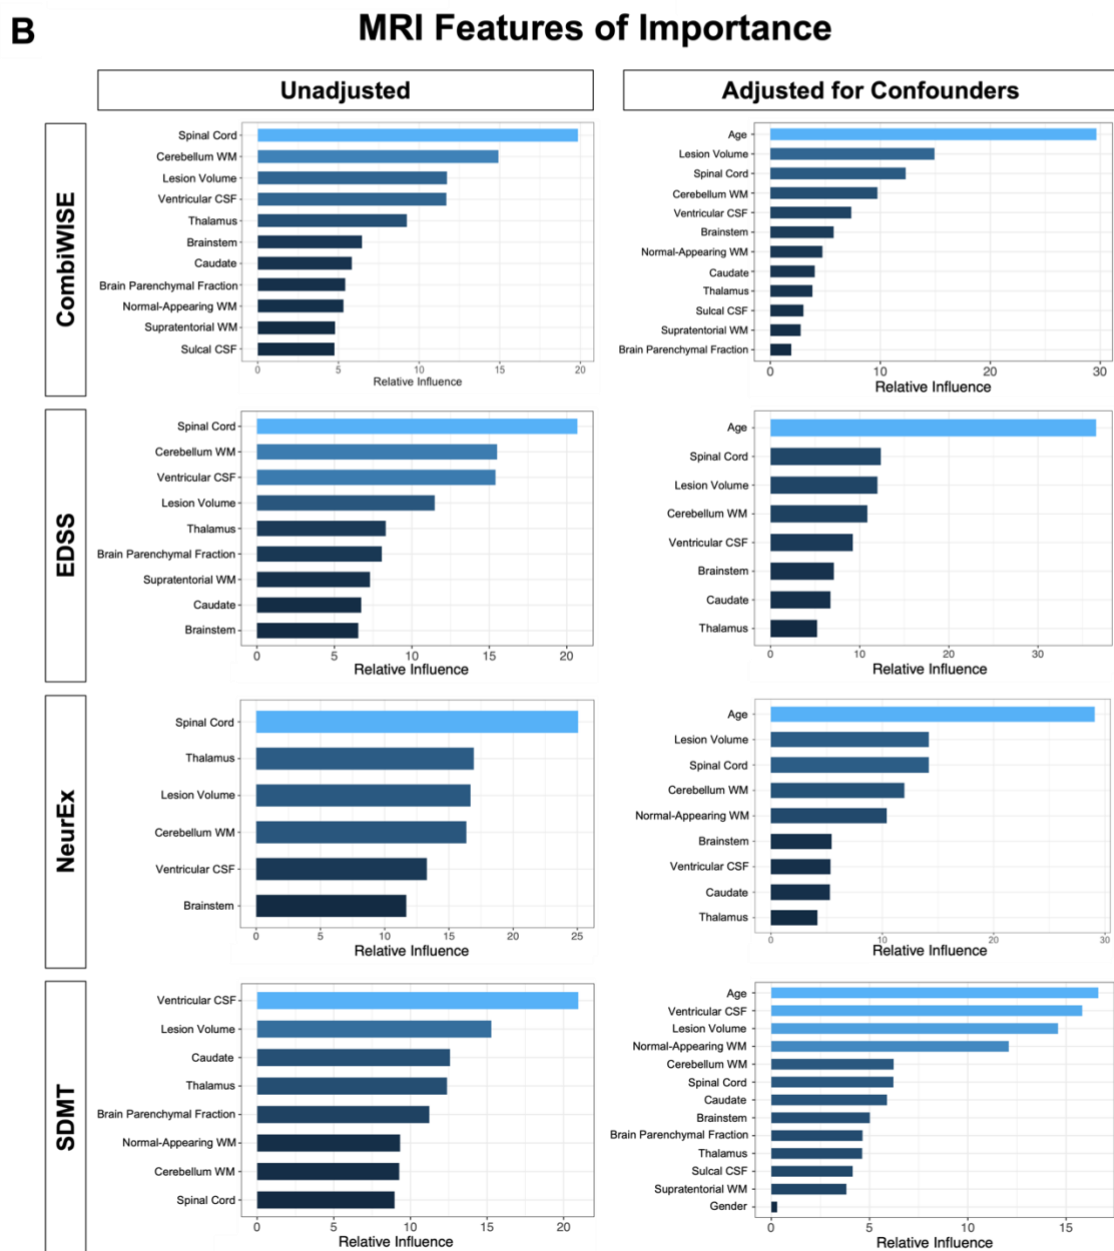 B
MRI Features of Importance
Unadjusted
Adjusted for Confounders
CombiWISE
Spinal Cord
Cerebellum WM
Lesion Volume
Ventricular CSF
Thalamus
Brainstem
Caudate
Brain Parenchymal Fraction
Normal-Appearing WM
Supratentorial WM
Sulcal CSF
0 5 10 15 20
Relative Influence
Age
Lesion Volume
Spinal Cord
Cerebellum WM
Ventricular CSF
Brainstem
Normal-Appearing WM
Caudate
Thalamus
Sulcal CSF
Supratentorial WM
Brain Parenchymal Fraction
0 10 20 30
Relative Influence
EDSS
Spinal Cord
Cerebellum WM
Ventricular CSF
Lesion Volume
Thalamus
Brain Parenchymal Fraction
Supratentorial WM
Caudate
Brainstem
0 5 10 15 20
Relative Influence
Age
Spinal Cord
Lesion Volume
Cerebellum WM
Ventricular CSF
Brainstem
Caudate
Thalamus
0 10 20 30
Relative Influence
NeurEx
Spinal Cord
Thalamus
Lesion Volume
Cerebellum WM
Ventricular CSF
Brainstem
0 5 10 15 20 25
Relative Influence
Age
Lesion Volume
Spinal Cord
Cerebellum WM
Normal-Appearing WM
Brainstem
Ventricular CSF
Caudate
Thalamus
0 10 20 30
Relative Influence
SDMT
Ventricular CSF
Lesion Volume
Caudate
Thalamus
Brain Parenchymal Fraction
Normal-Appearing WM
Cerebellum WM
Spinal Cord
0 5 10 15 20
Relative Influence
Age
Ventricular CSF
Lesion Volume
Normal-Appearing WM
Cerebellum WM
Spinal Cord
Caudate
Brainstem
Brain Parenchymal Fraction
Thalamus
Sulcal CSF
Supratentorial WM
Gender
0 5 10 15
Relative Influence